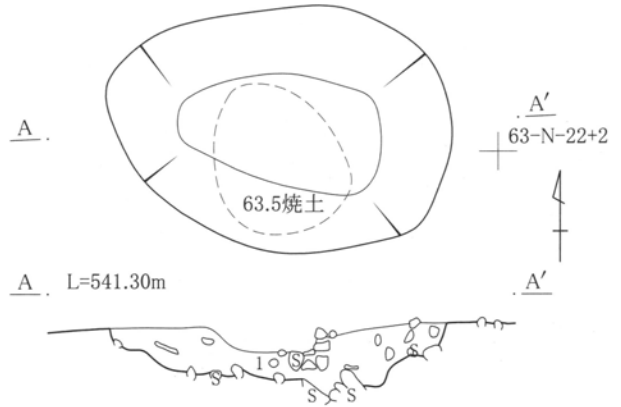 A′
A
63-N-22+2
63.5焼土
A L=541.30m A′
1 S S
S
S S